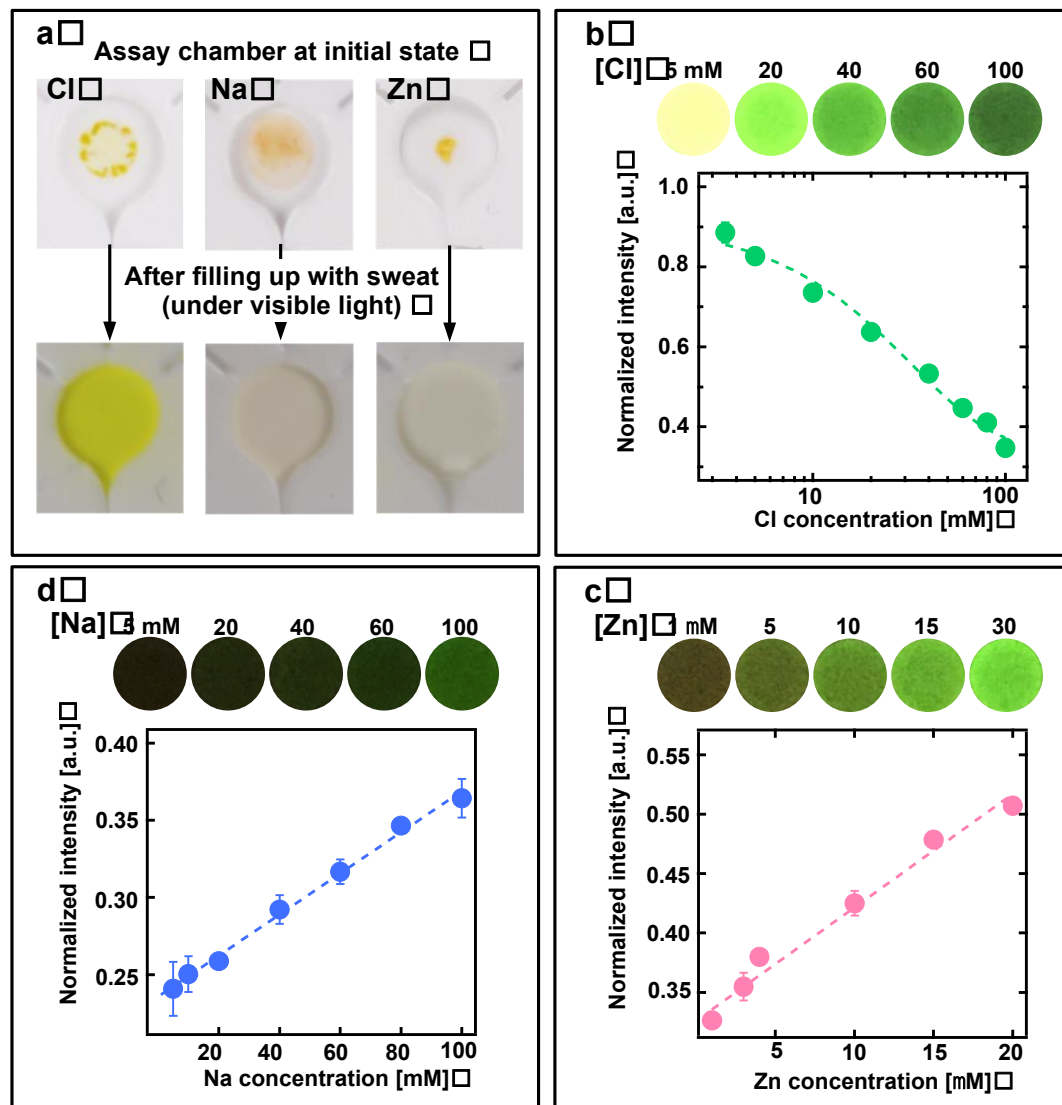 a□
Assay chamber at initial state □
Cl□ Na□ Zn□
After filling up with sweat
(under visible light) □
b□
[Cl]□ 5 mM 20 40 60 100
Normalized intensity [a.u.]□
1.0
0.8
0.6
0.4
10 100
Cl concentration [mM]□
d□
[Na]□ 5 mM 20 40 60 100
Normalized intensity [a.u.]□
0.40
0.35
0.30
0.25
20 40 60 80 100
Na concentration [mM]□
c□
[Zn]□ 1 mM 5 10 15 30
Normalized intensity [a.u.]□
0.55
0.50
0.45
0.40
0.35
5 10 15 20
Zn concentration [mM]□